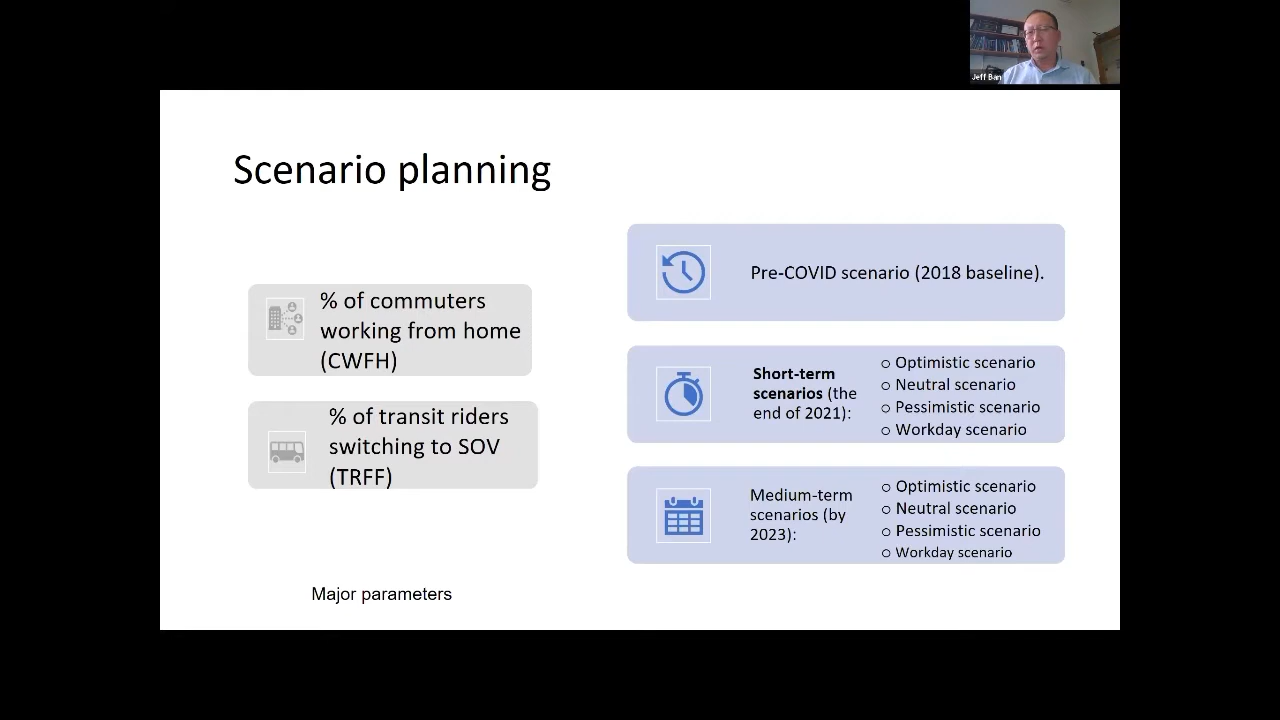 Jeff Ban
Scenario planning
% of commuters
working from home
(CWFH)
% of transit riders
switching to SOV
(TRFF)
Major parameters
Pre-COVID scenario (2018 baseline).
Short-term
scenarios (the
end of 2021):
o Optimistic scenario
o Neutral scenario
o Pessimistic scenario
o Workday scenario
Medium-term
scenarios (by
2023):
o Optimistic scenario
o Neutral scenario
o Pessimistic scenario
o Workday scenario